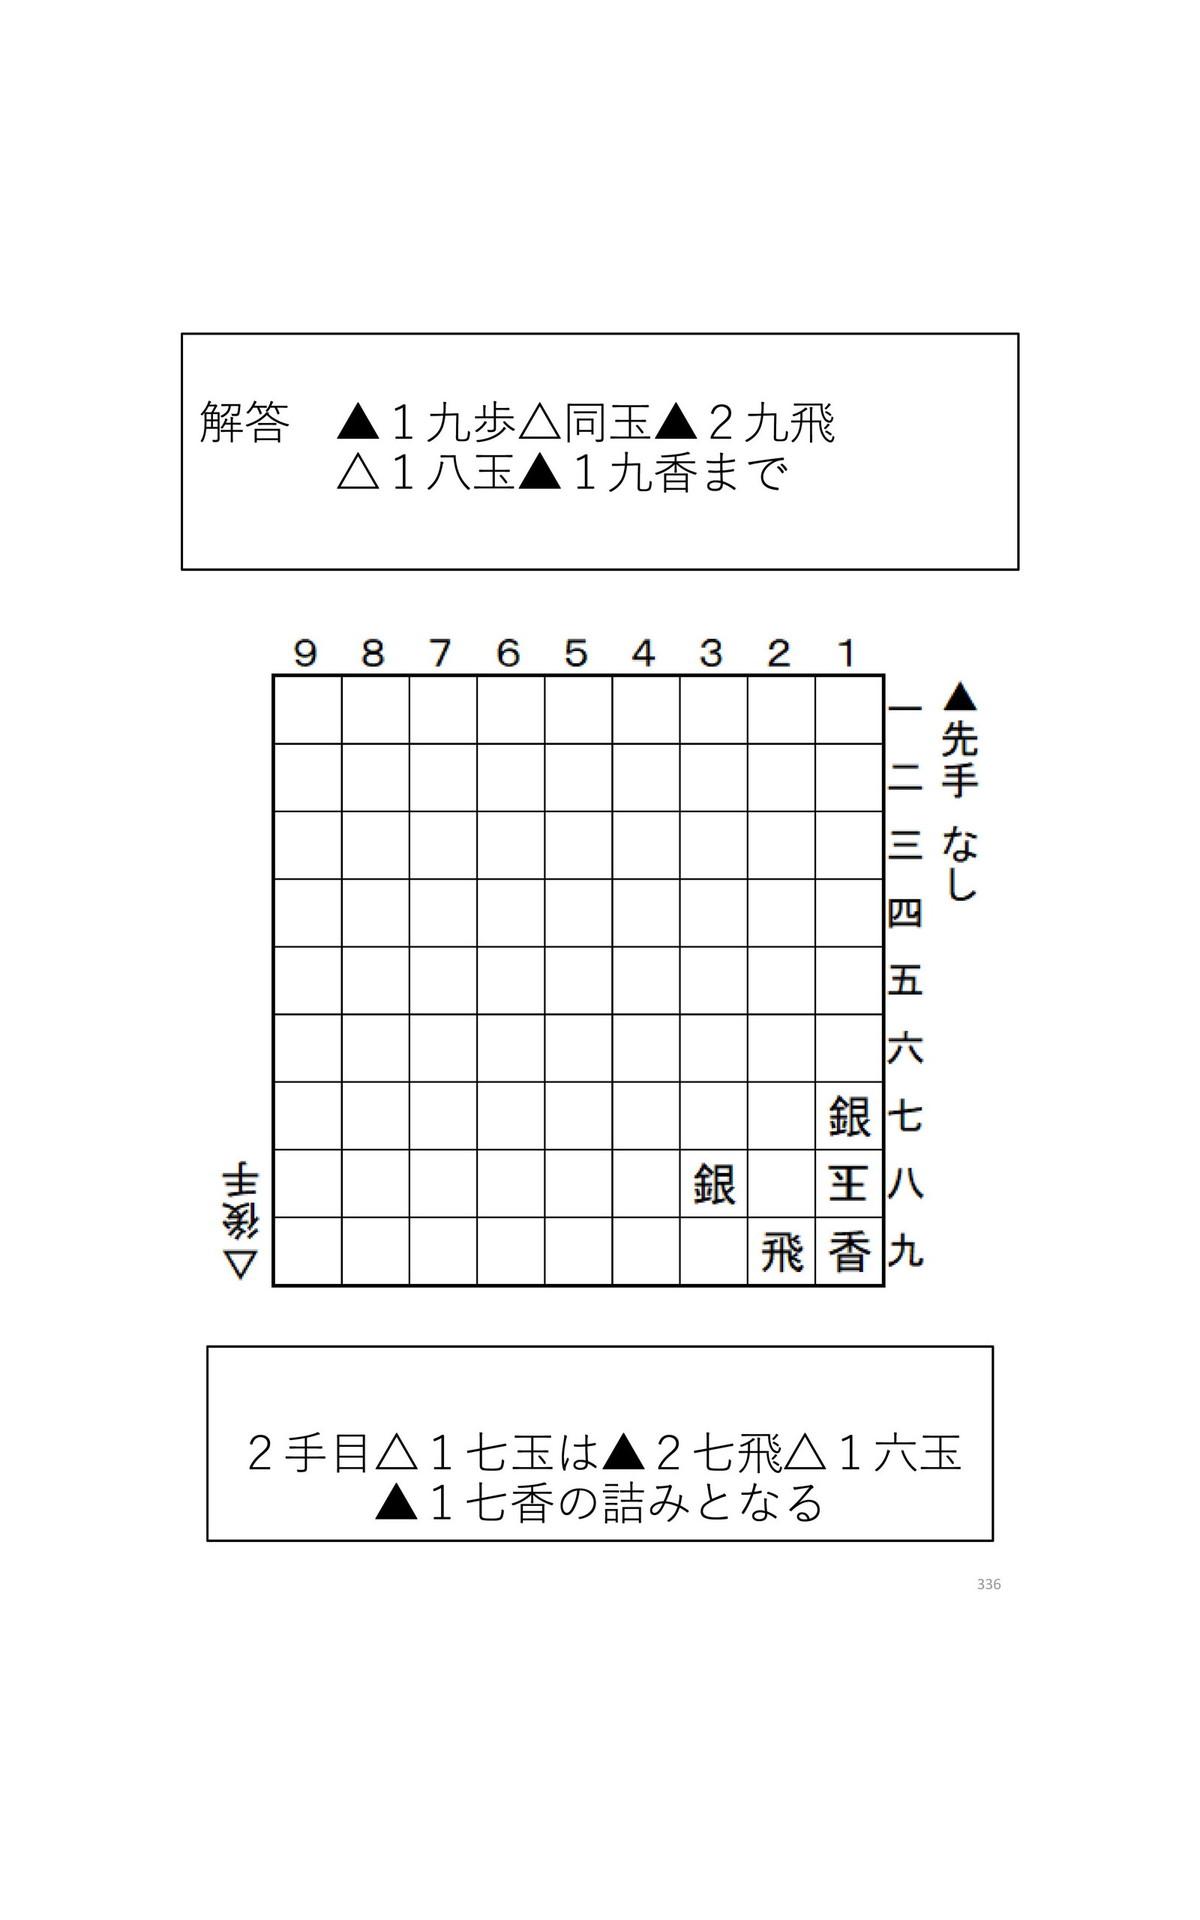 解答　▲１九歩△同玉▲２九飛
△１八玉▲１九香まで
9 8 7 6 5 4 3 2 1
一
二
三
四
五
六
銀 七
銀 王 八
飛 香 九
▲先手 なし
△後手
２手目△１七玉は▲２七飛△１六玉
▲１七香の詰みとなる
336